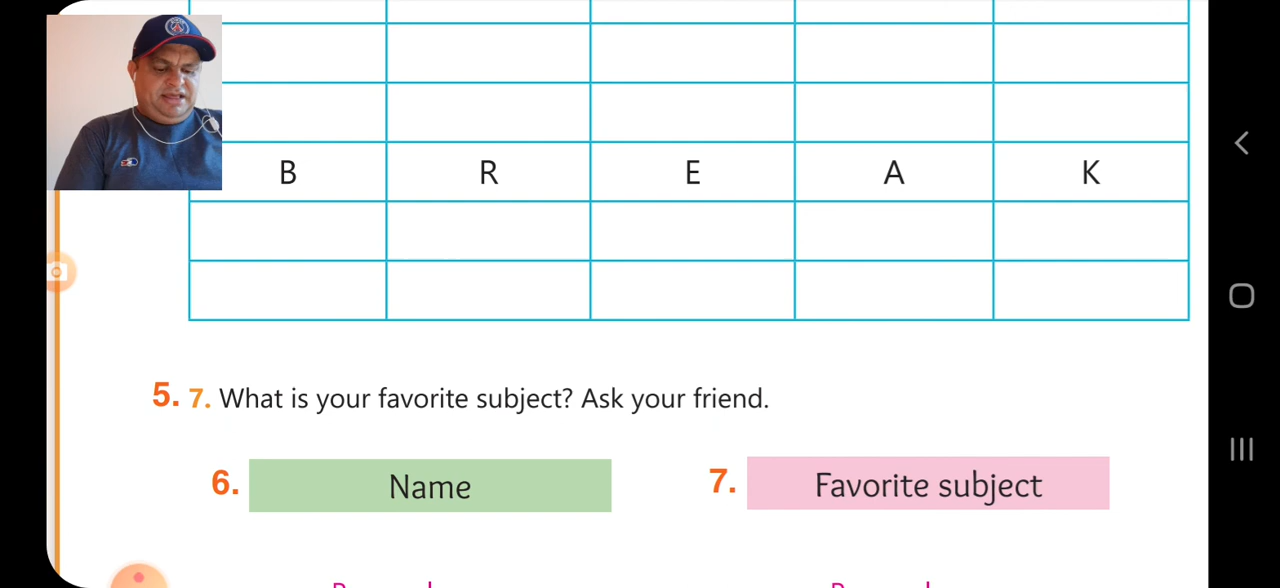 B R E A K
5. 7. What is your favorite subject? Ask your friend.
6. Name 7. Favorite subject